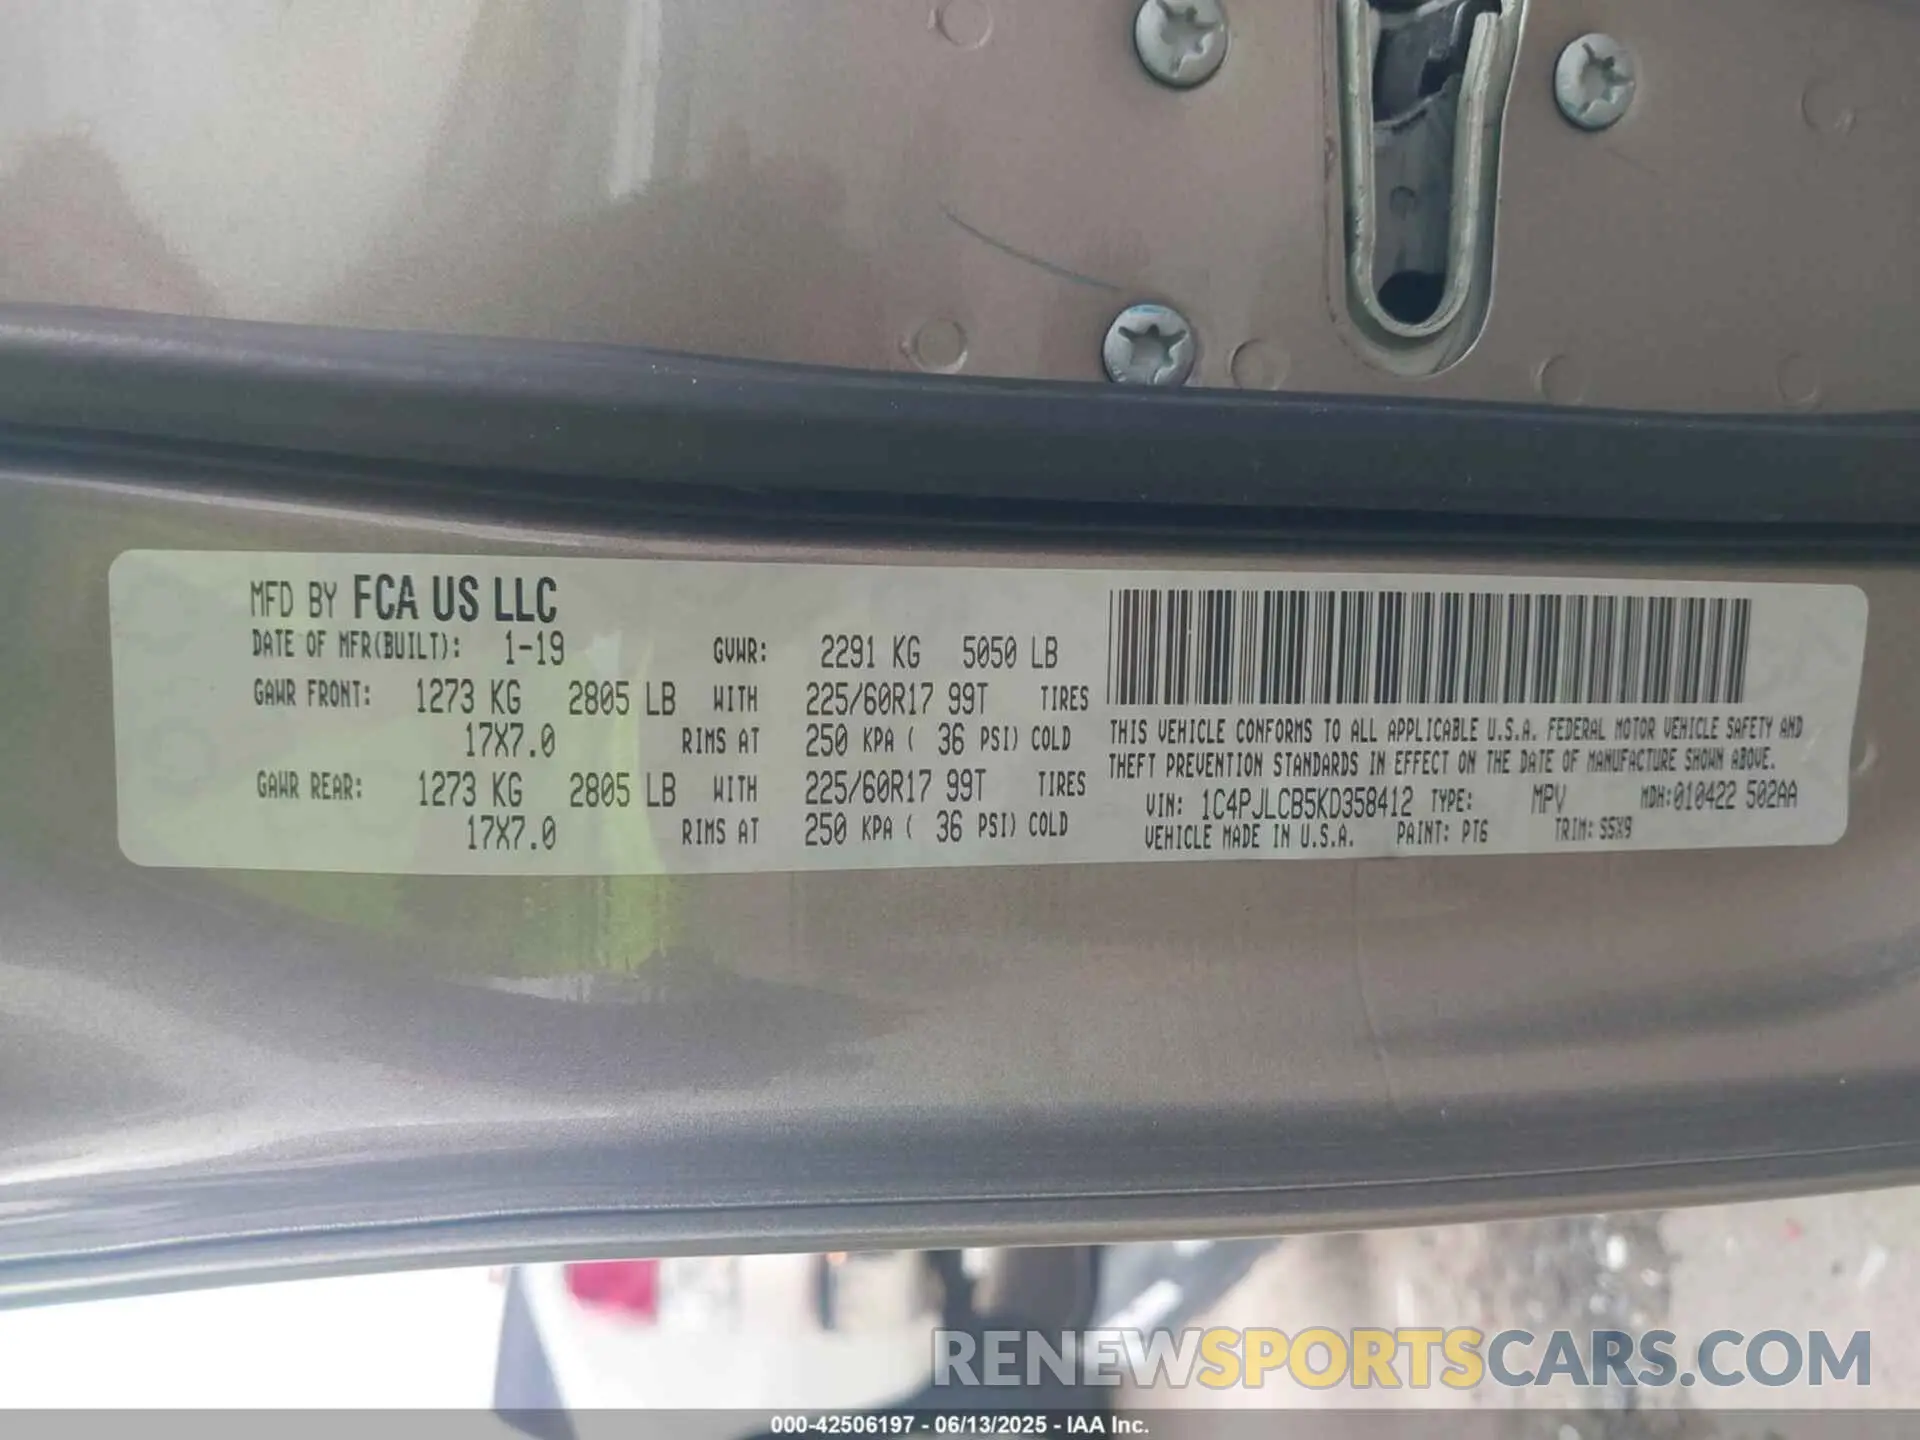 MFD BY FCA US LLC
DATE OF MFR(BUILT): 1-19 GVWR: 2291 KG 5050 LB
GAWR FRONT: 1273 KG 2805 LB WITH 225/60R17 99T TIRES
17X7.0 RIMS AT 250 KPA ( 36 PSI) COLD
GAWR REAR: 1273 KG 2805 LB WITH 225/60R17 99T TIRES
17X7.0 RIMS AT 250 KPA ( 36 PSI) COLD
THIS VEHICLE CONFORMS TO ALL APPLICABLE U.S.A. FEDERAL MOTOR VEHICLE SAFETY AND
THEFT PREVENTION STANDARDS IN EFFECT ON THE DATE OF MANUFACTURE SHOWN ABOVE.
VIN: 1C4PJLCB5KD358412 TYPE: MPV MDH:010422 502AA
VEHICLE MADE IN U.S.A. PAINT: PT6 TRIM: S5X9
RENEWSPORTSCARS.COM
000-42506197 - 06/13/2025 - IAA Inc.